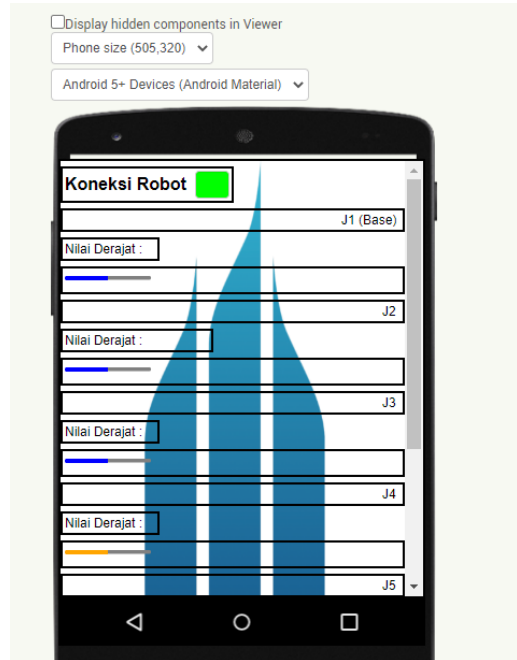 Display hidden components in Viewer
Phone size (505,320)
Android 5+ Devices (Android Material)
Koneksi Robot
J1 (Base)
Nilai Derajat :
J2
Nilai Derajat :
J3
Nilai Derajat :
J4
Nilai Derajat :
J5